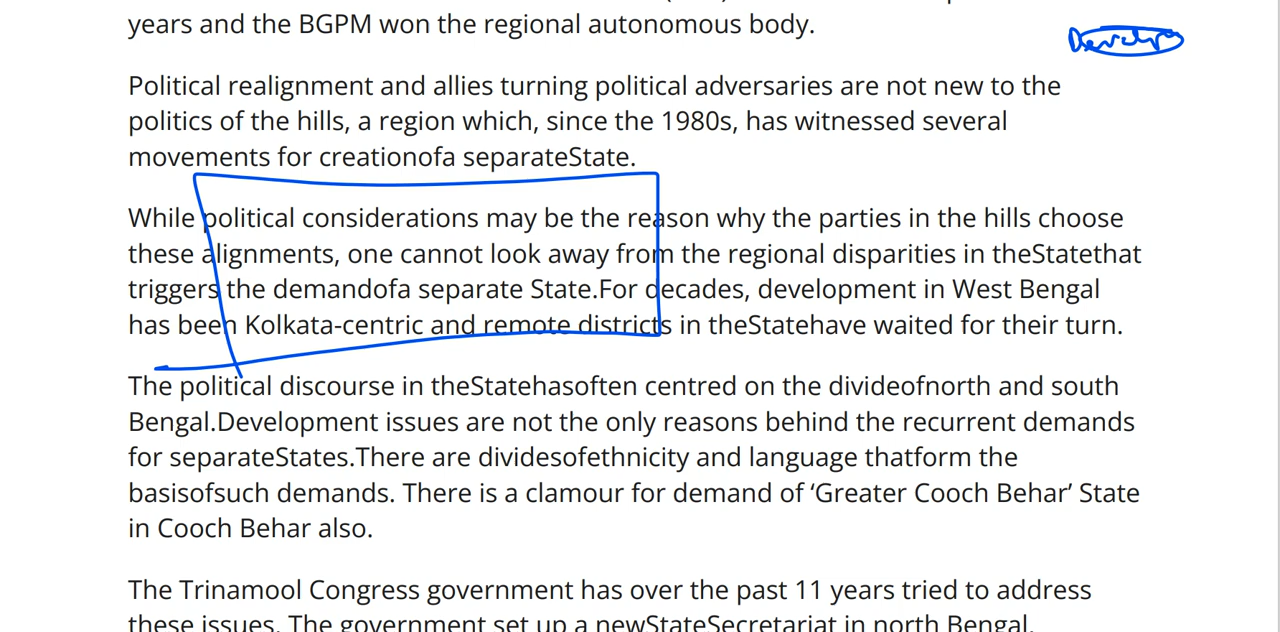 years and the BGPM won the regional autonomous body.
Political realignment and allies turning political adversaries are not new to the
politics of the hills, a region which, since the 1980s, has witnessed several
movements for creationofa separateState.
While political considerations may be the reason why the parties in the hills choose
these alignments, one cannot look away from the regional disparities in theStatethat
triggers the demandofa separate State.For decades, development in West Bengal
has been Kolkata-centric and remote districts in theStatehave waited for their turn.
The political discourse in theStatehasoften centred on the divideofnorth and south
Bengal.Development issues are not the only reasons behind the recurrent demands
for separateStates.There are dividesofethnicity and language thatform the
basisofsuch demands. There is a clamour for demand of ‘Greater Cooch Behar’ State
in Cooch Behar also.
The Trinamool Congress government has over the past 11 years tried to address
these issues. The government set up a newStateSecretariat in north Bengal.